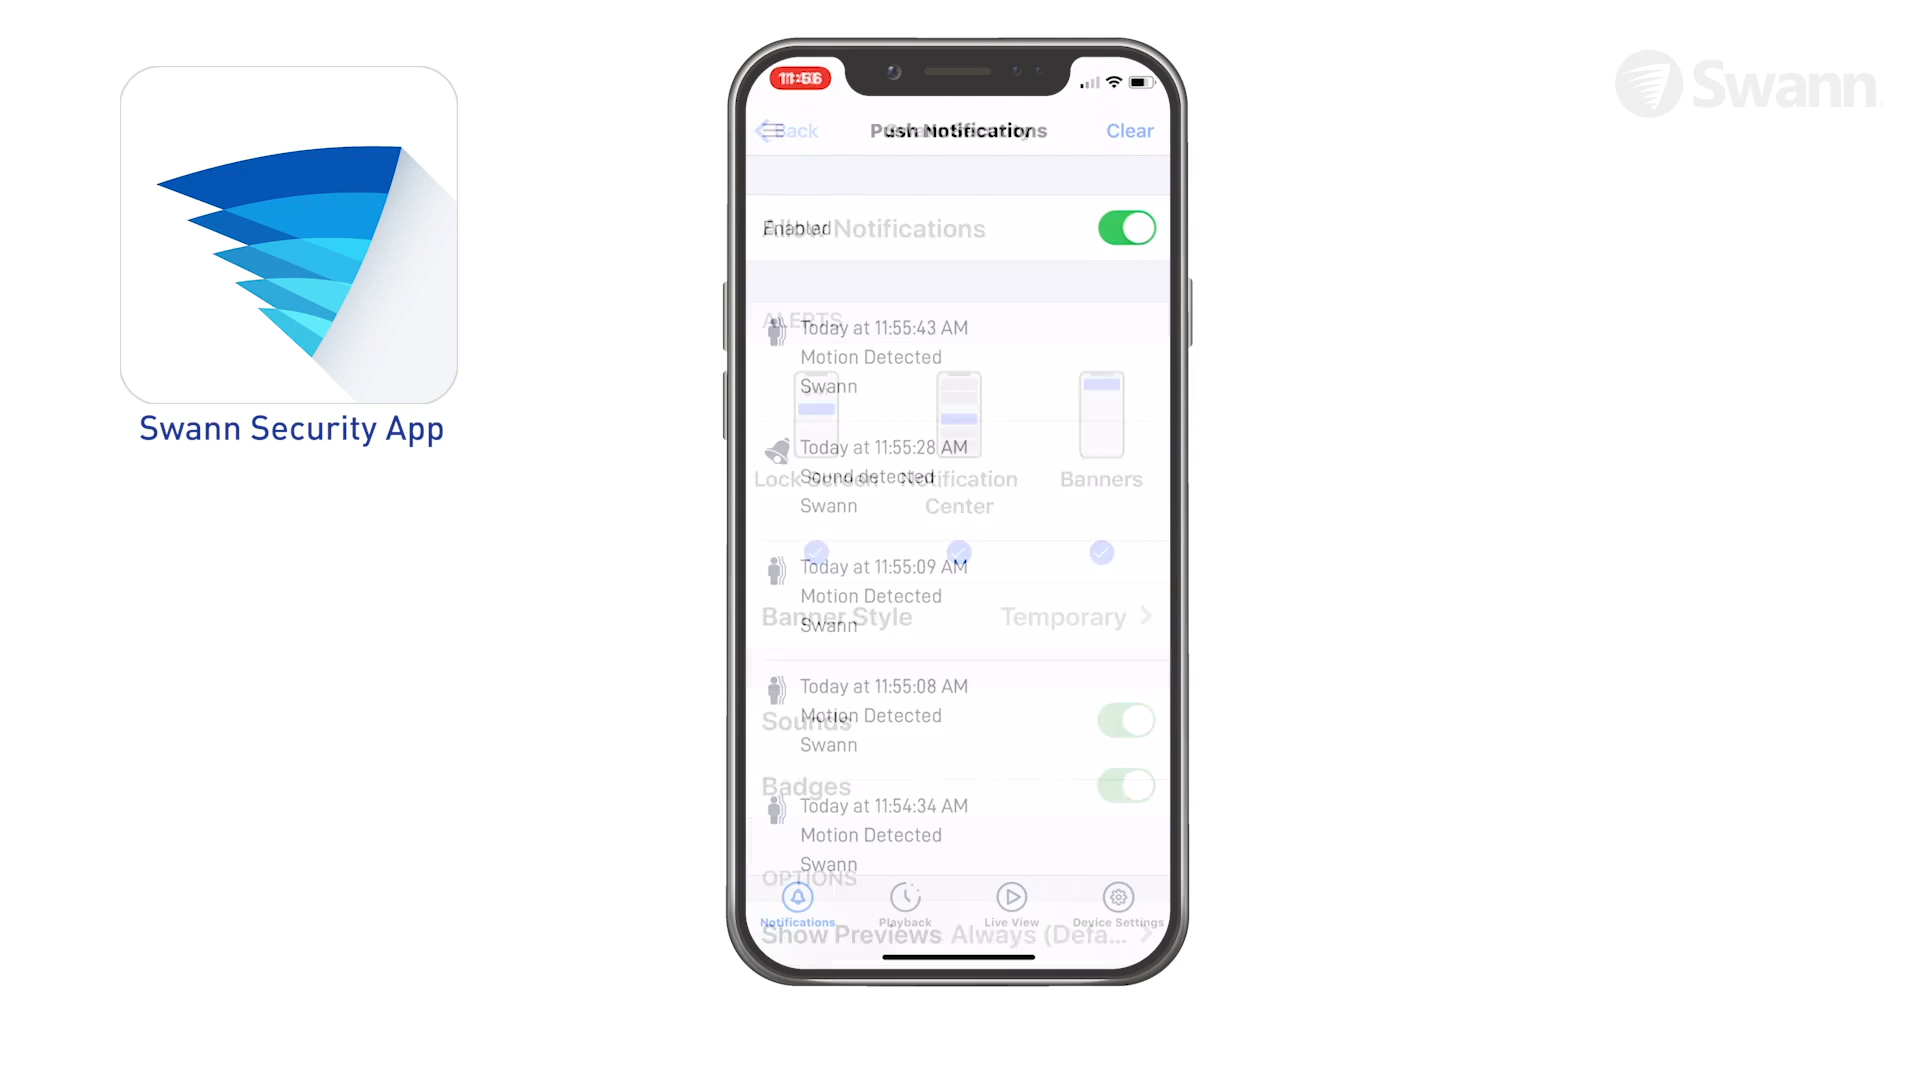 Swann
Swann Security App
Back
Push Notifications
Clear
Enabled
Notifications
ALERTS
Today at 11:55:43 AM
Motion Detected
Swann
Today at 11:55:28 AM
Sound detected
Swann
Lock Screen
Notification
Center
Banners
Today at 11:55:09 AM
Motion Detected
Swann
Banner Style
Temporary
Today at 11:55:08 AM
Motion Detected
Swann
Sounds
Badges
Today at 11:54:34 AM
Motion Detected
Swann
OPTIONS
Notifications
Playback
Live View
Device Settings
Show Previews
Always (Defa...